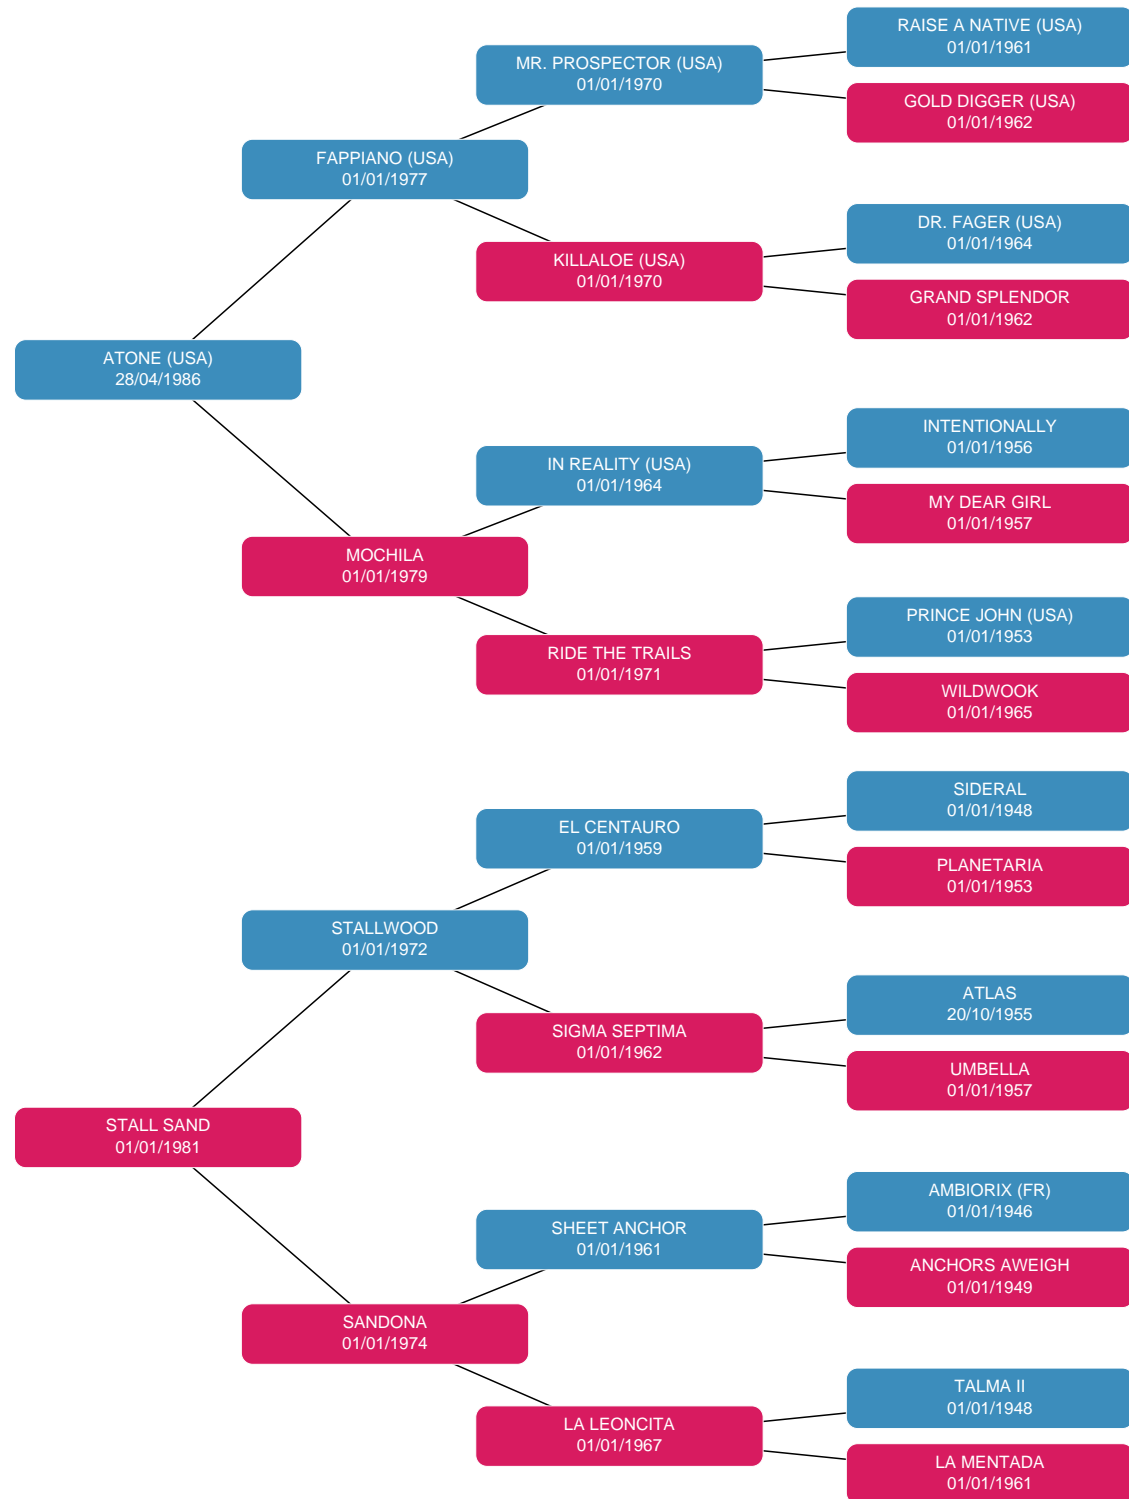 RAISE A NATIVE (USA)
01/01/1961
MR. PROSPECTOR (USA)
01/01/1970
GOLD DIGGER (USA)
01/01/1962
FAPPIANO (USA)
01/01/1977
DR. FAGER (USA)
01/01/1964
KILLALOE (USA)
01/01/1970
GRAND SPLENDOR
01/01/1962
ATONE (USA)
28/04/1986
INTENTIONALLY
01/01/1956
IN REALITY (USA)
01/01/1964
MY DEAR GIRL
01/01/1957
MOCHILA
01/01/1979
PRINCE JOHN (USA)
01/01/1953
RIDE THE TRAILS
01/01/1971
WILDWOOK
01/01/1965
SIDERAL
01/01/1948
EL CENTAURO
01/01/1959
PLANETARIA
01/01/1953
STALLWOOD
01/01/1972
ATLAS
20/10/1955
SIGMA SEPTIMA
01/01/1962
UMBELLA
01/01/1957
STALL SAND
01/01/1981
AMBIORIX (FR)
01/01/1946
SHEET ANCHOR
01/01/1961
ANCHORS AWEIGH
01/01/1949
SANDONA
01/01/1974
TALMA II
01/01/1948
LA LEONCITA
01/01/1967
LA MENTADA
01/01/1961